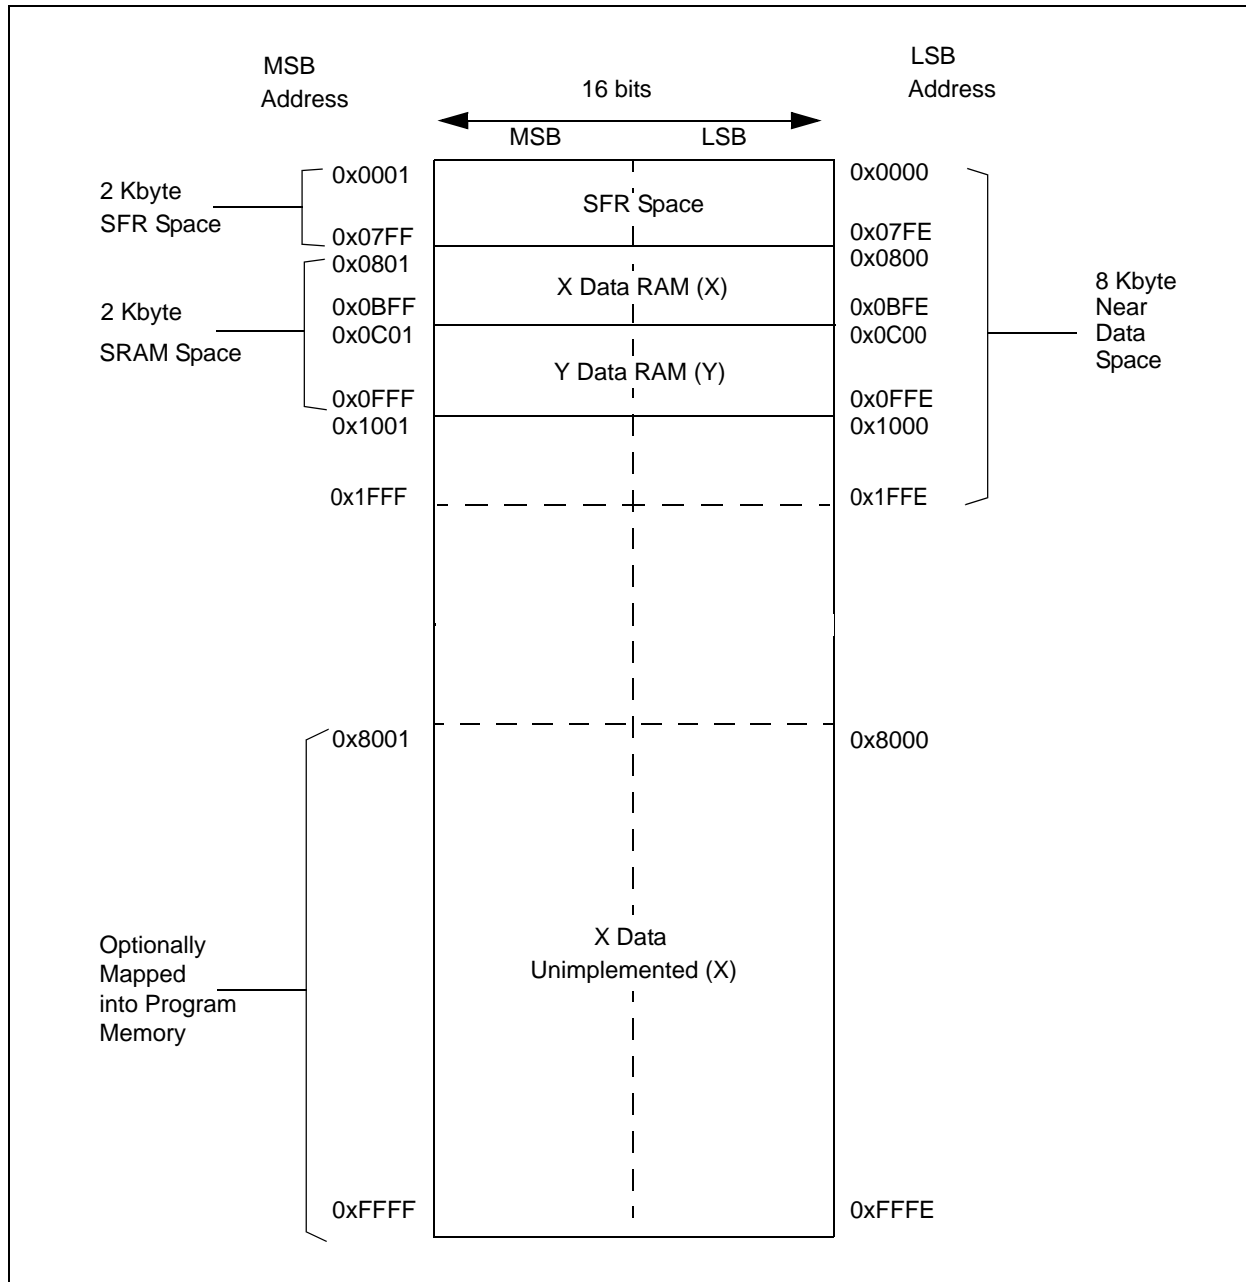 MSB
Address
LSB
Address
16 bits
MSB
LSB
0x0001
0x0000
2 Kbyte
SFR Space
SFR Space
0x07FF
0x07FE
0x0801
0x0800
X Data RAM (X)
8 Kbyte
Near
Data
Space
2 Kbyte
SRAM Space
0x0BFF
0x0BFE
0x0C01
0x0C00
Y Data RAM (Y)
0x0FFF
0x0FFE
0x1001
0x1000
0x1FFF
0x1FFE
0x8001
0x8000
Optionally
Mapped
into Program
Memory
X Data
Unimplemented (X)
0xFFFF
0xFFFE